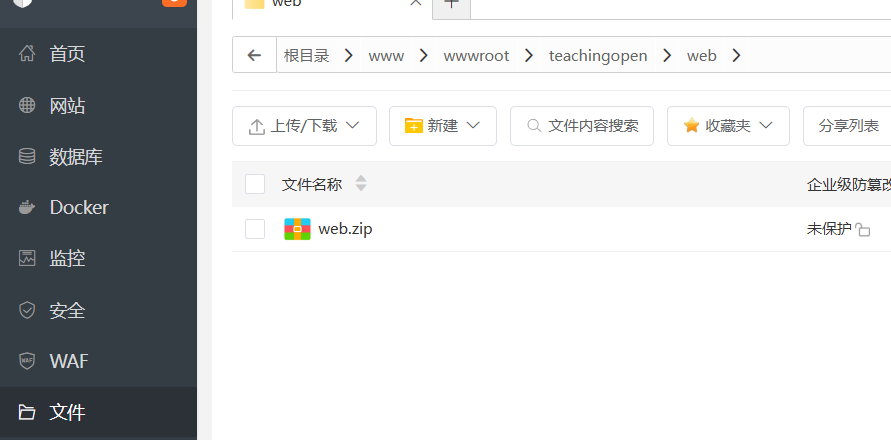 web
根目录 www wwwroot teachingopen web
上传/下载 新建 文件内容搜索 收藏夹 分享列表
文件名称 企业级防篡改
web.zip 未保护
首页
网站
数据库
Docker
监控
安全
WAF
文件